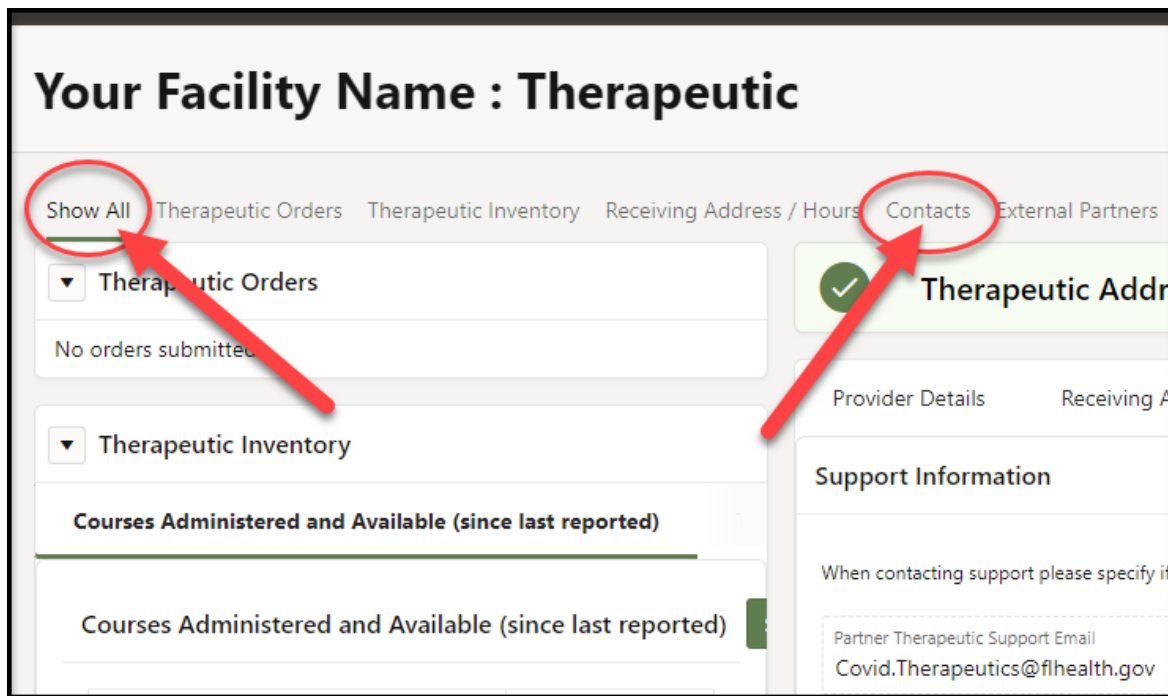 Your Facility Name : Therapeutic
Show All Therapeutic Orders Therapeutic Inventory Receiving Address / Hours Contacts External Partners
Therapeutic Orders
No orders submitted
Therapeutic Inventory
Courses Administered and Available (since last reported)
Courses Administered and Available (since last reported)
Therapeutic
Provider Details Receiving
Support Information
When contacting support please specify
Partner Therapeutic Support Email
Covid.Therapeutics@flhealth.gov